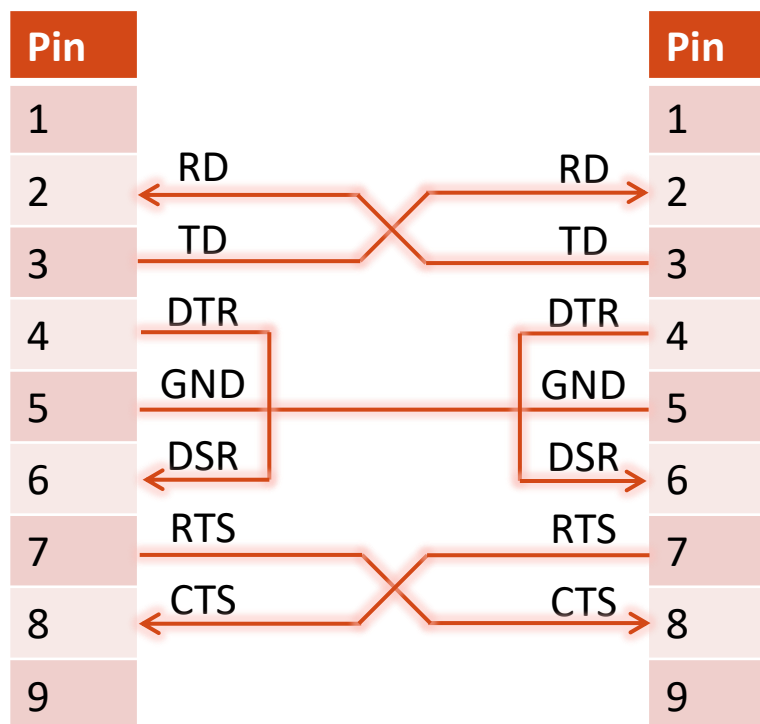 Pin Pin
1 1
RD RD
2 2
TD TD
3 3
DTR DTR
4 4
GND GND
5 5
DSR DSR
6 6
RTS RTS
7 7
CTS CTS
8 8
9 9